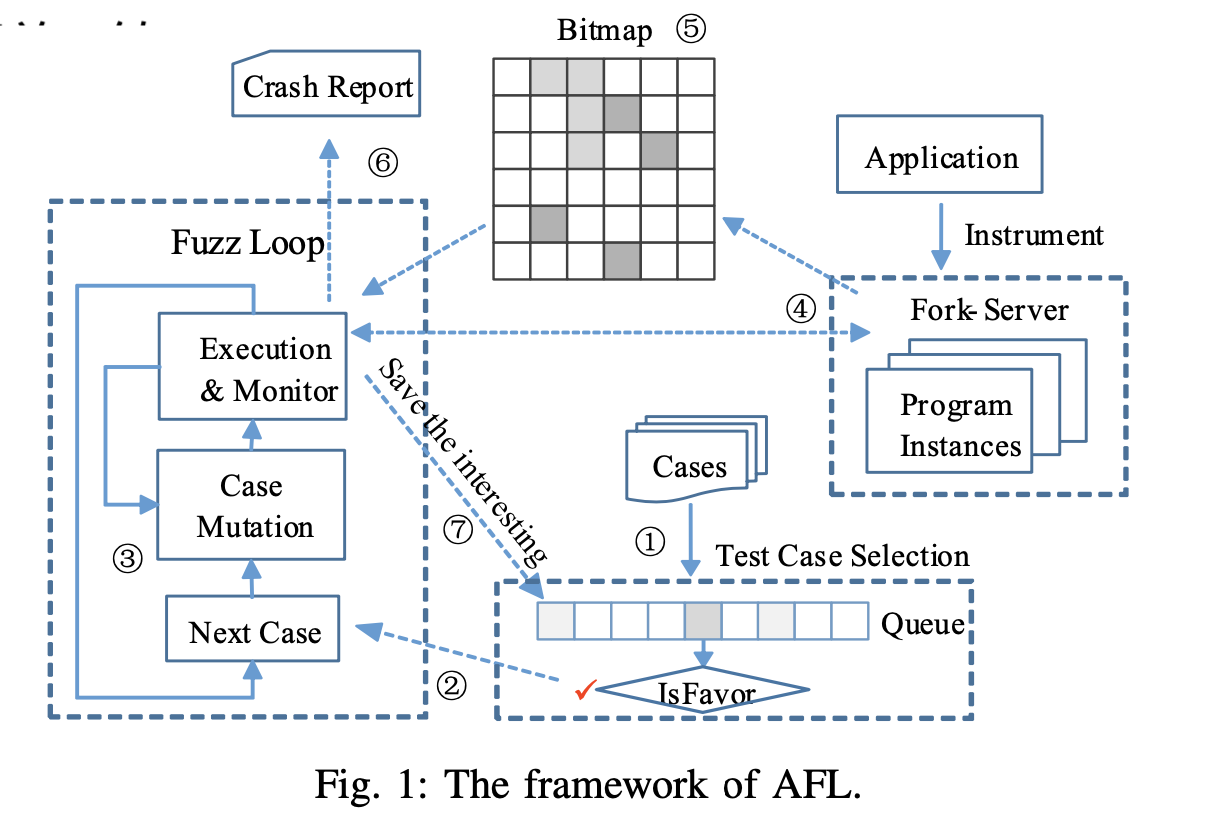 Bitmap ⑤
Crash Report
⑥
Application
Instrument
Fuzz Loop
Fork-Server
④
Execution
& Monitor
Program
Instances
Save the interesting
Cases
Case
Mutation
③
⑦
①
Test Case Selection
Next Case
Queue
②
✓
IsFavor
Fig. 1: The framework of AFL.